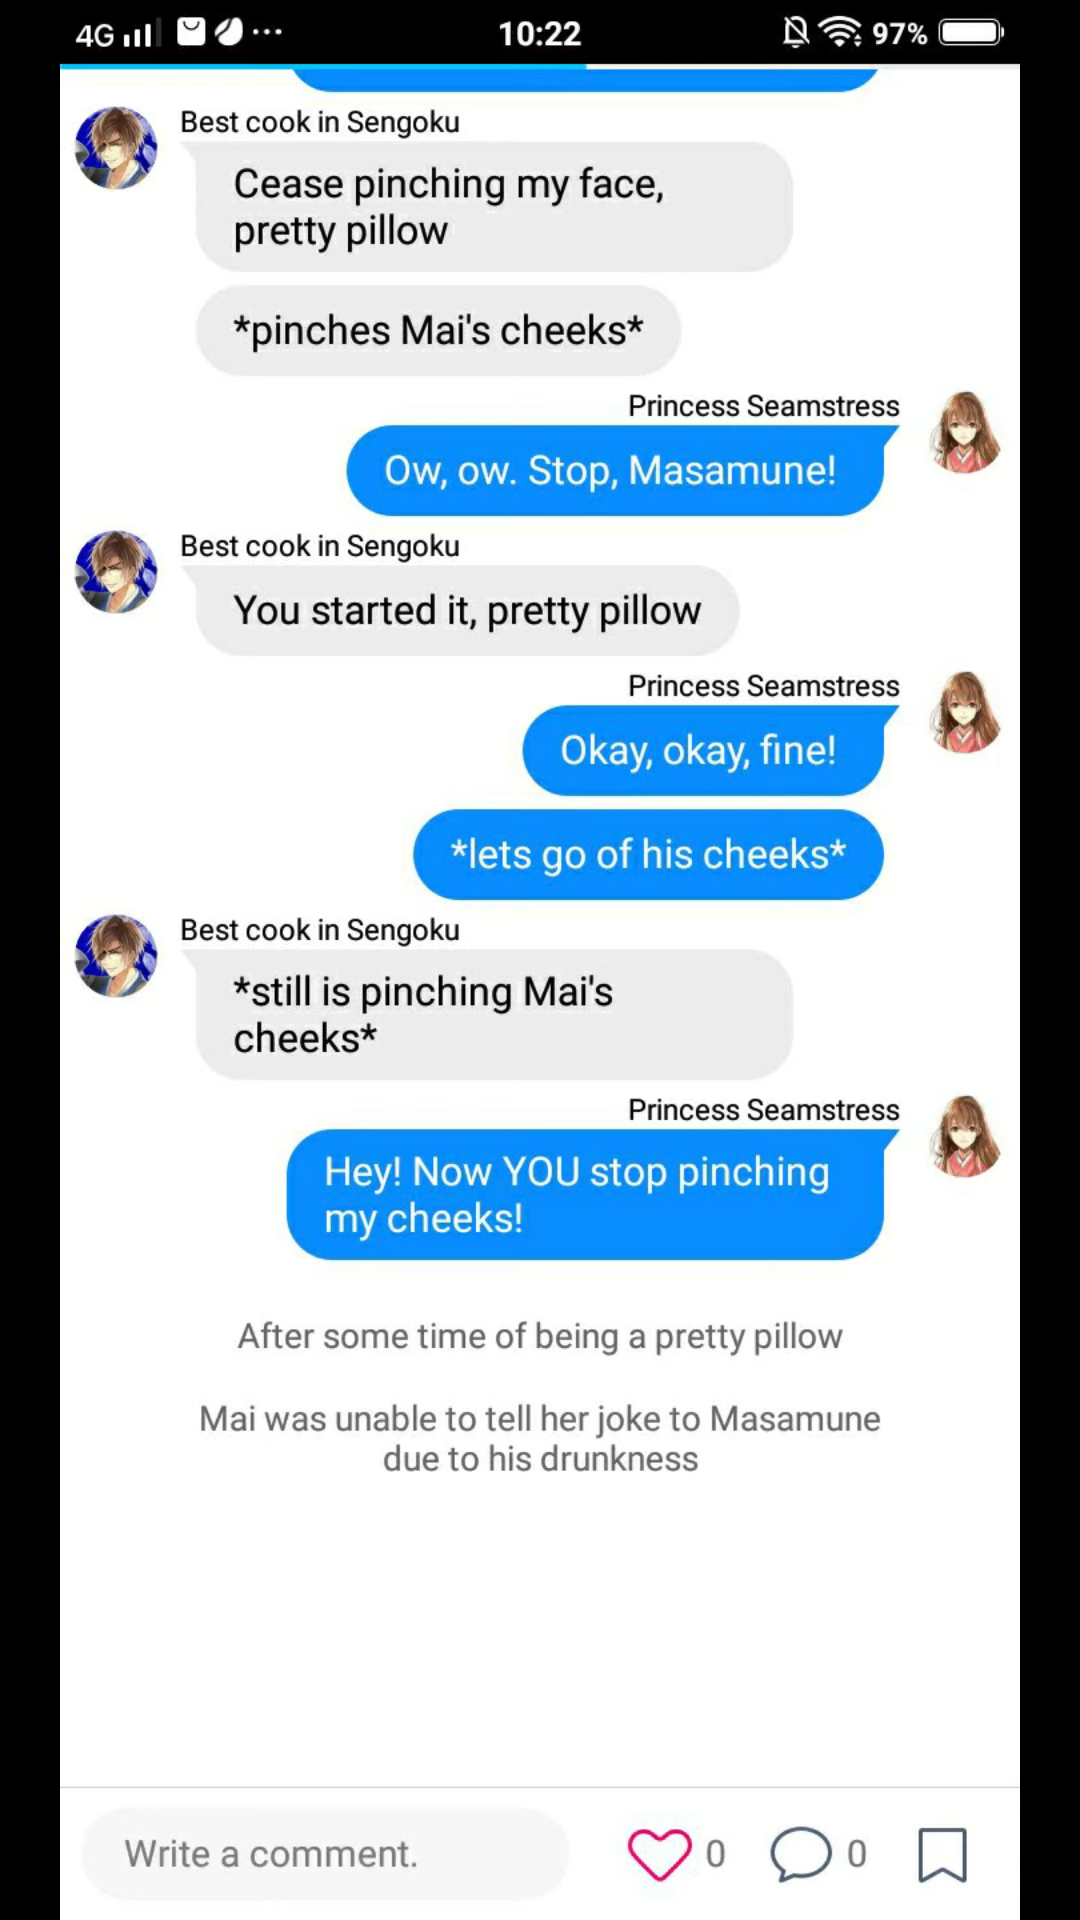 4G 10:22 97%
Best cook in Sengoku
Cease pinching my face,
pretty pillow
*pinches Mai's cheeks*
Princess Seamstress
Ow, ow. Stop, Masamune!
Best cook in Sengoku
You started it, pretty pillow
Princess Seamstress
Okay, okay, fine!
*lets go of his cheeks*
Best cook in Sengoku
*still is pinching Mai's
cheeks*
Princess Seamstress
Hey! Now YOU stop pinching
my cheeks!
After some time of being a pretty pillow
Mai was unable to tell her joke to Masamune
due to his drunkness
Write a comment. 0 0